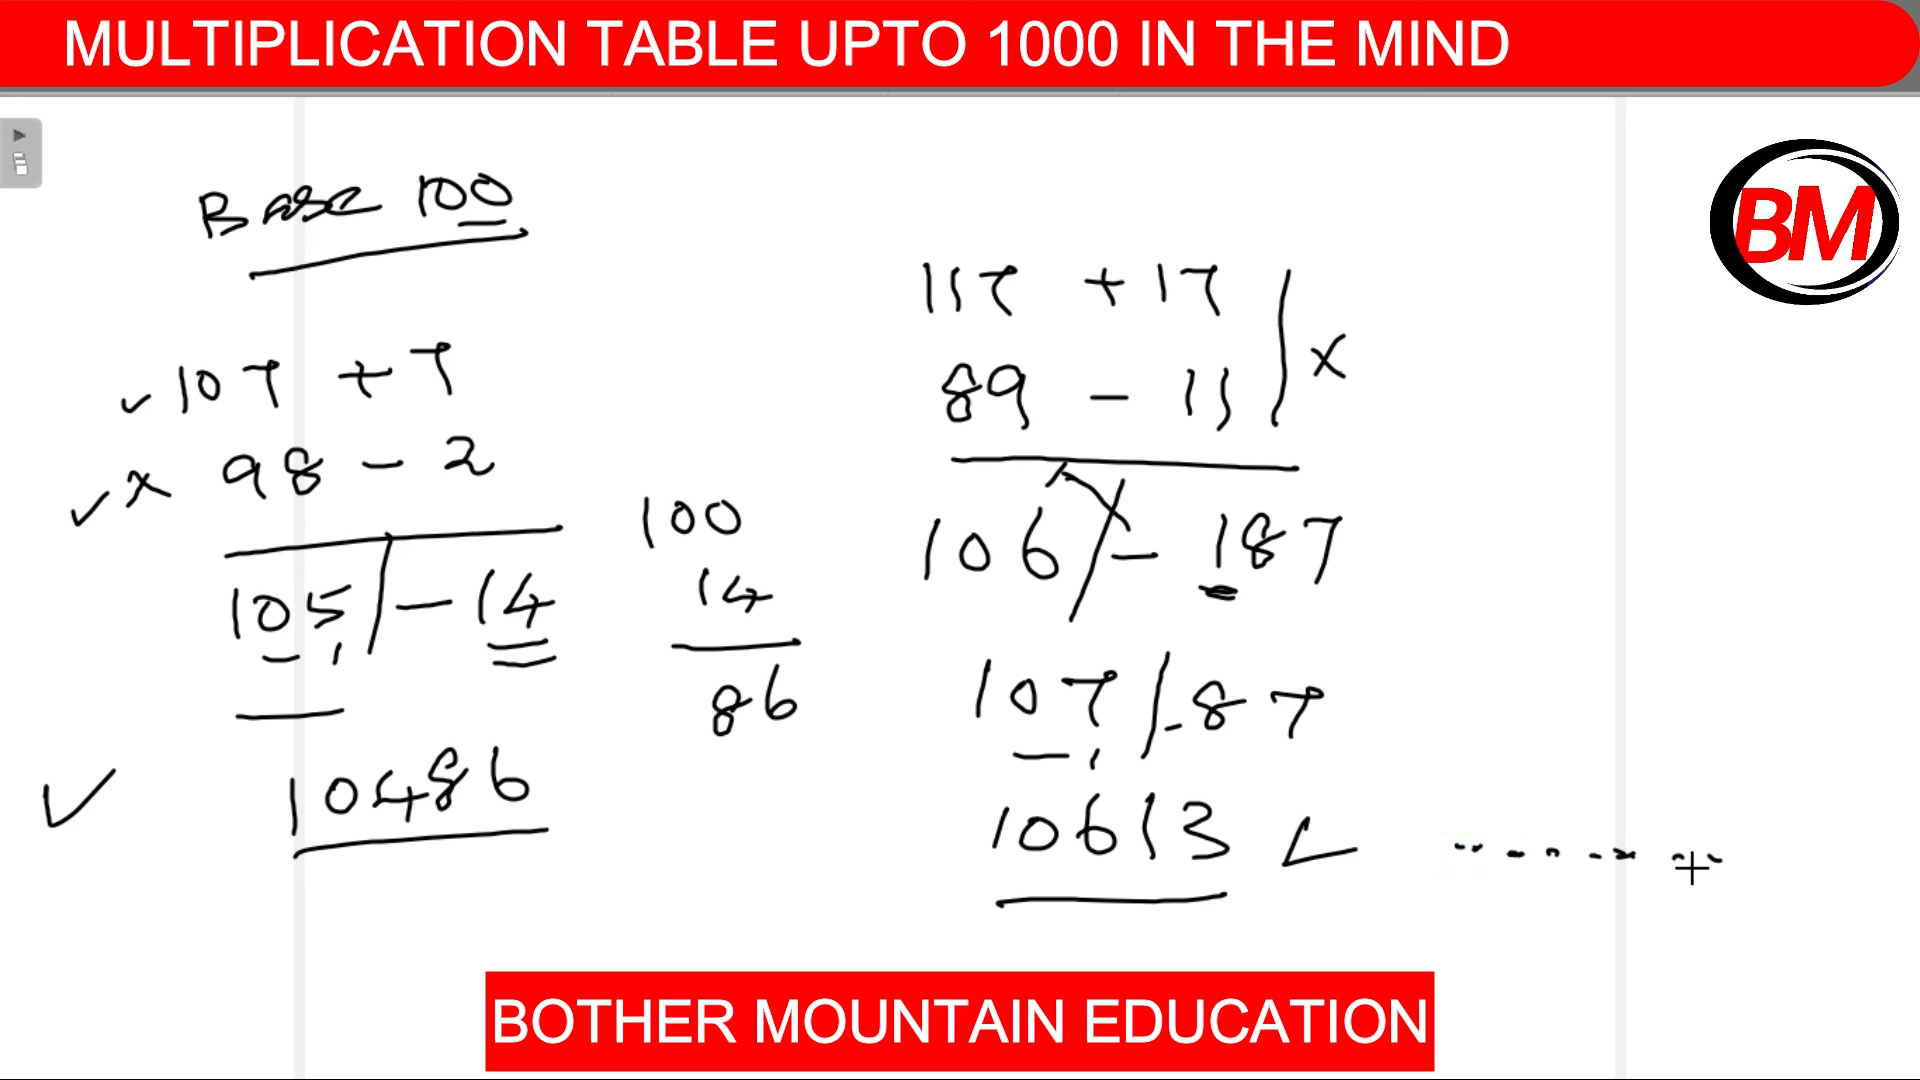 MULTIPLICATION TABLE UPTO 1000 IN THE MIND
BM
Base 100
107 + 7
x 98 - 2
105 / - 14
10486
100
14
86
117 + 17
89 - 11
x
106 / - 187
107 / - 87
10613
BOTHER MOUNTAIN EDUCATION